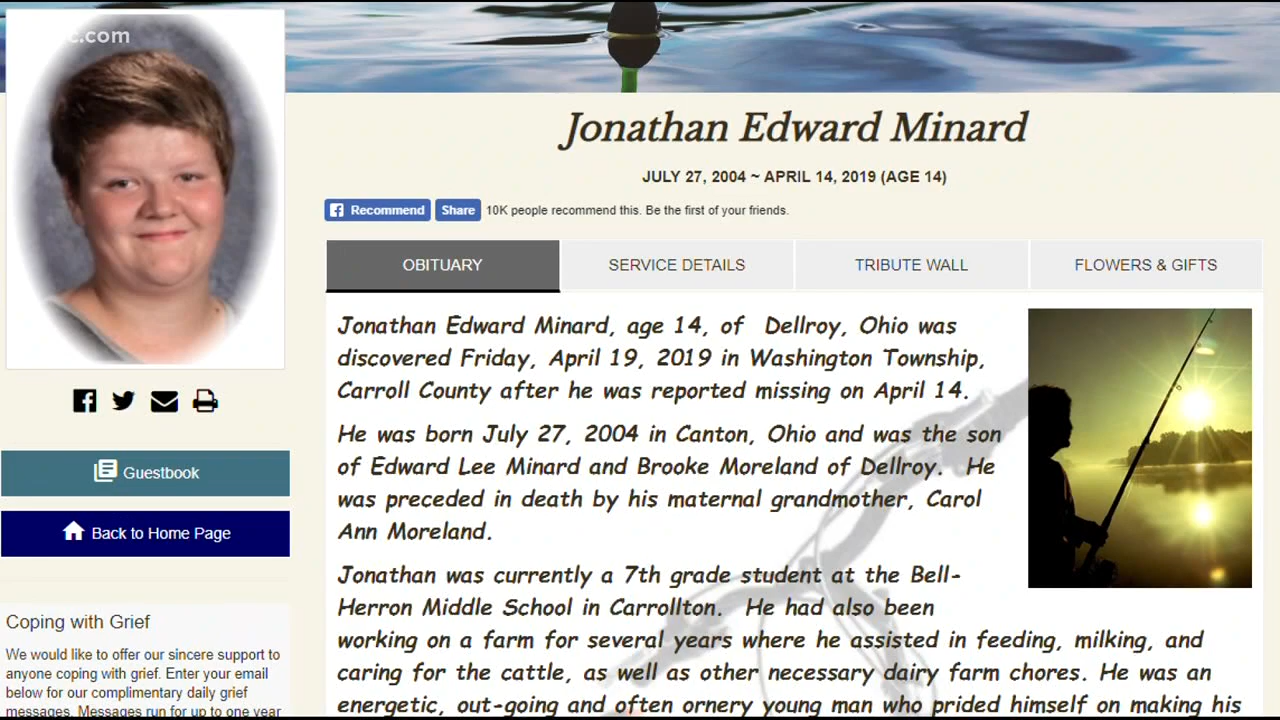 c.com
Jonathan Edward Minard
JULY 27, 2004 ~ APRIL 14, 2019 (AGE 14)
Recommend Share 10K people recommend this. Be the first of your friends.
OBITUARY SERVICE DETAILS TRIBUTE WALL FLOWERS & GIFTS
Jonathan Edward Minard, age 14, of Dellroy, Ohio was
discovered Friday, April 19, 2019 in Washington Township,
Carroll County after he was reported missing on April 14.
He was born July 27, 2004 in Canton, Ohio and was the son
of Edward Lee Minard and Brooke Moreland of Dellroy. He
was preceded in death by his maternal grandmother, Carol
Ann Moreland.
Jonathan was currently a 7th grade student at the Bell-
Herron Middle School in Carrollton. He had also been
working on a farm for several years where he assisted in feeding, milking, and
caring for the cattle, as well as other necessary dairy farm chores. He was an
energetic, out-going and often ornery young man who prided himself on making his
Guestbook
Back to Home Page
Coping with Grief
We would like to offer our sincere support to
anyone coping with grief. Enter your email
below for our complimentary daily grief
messages. Messages run for up to one year